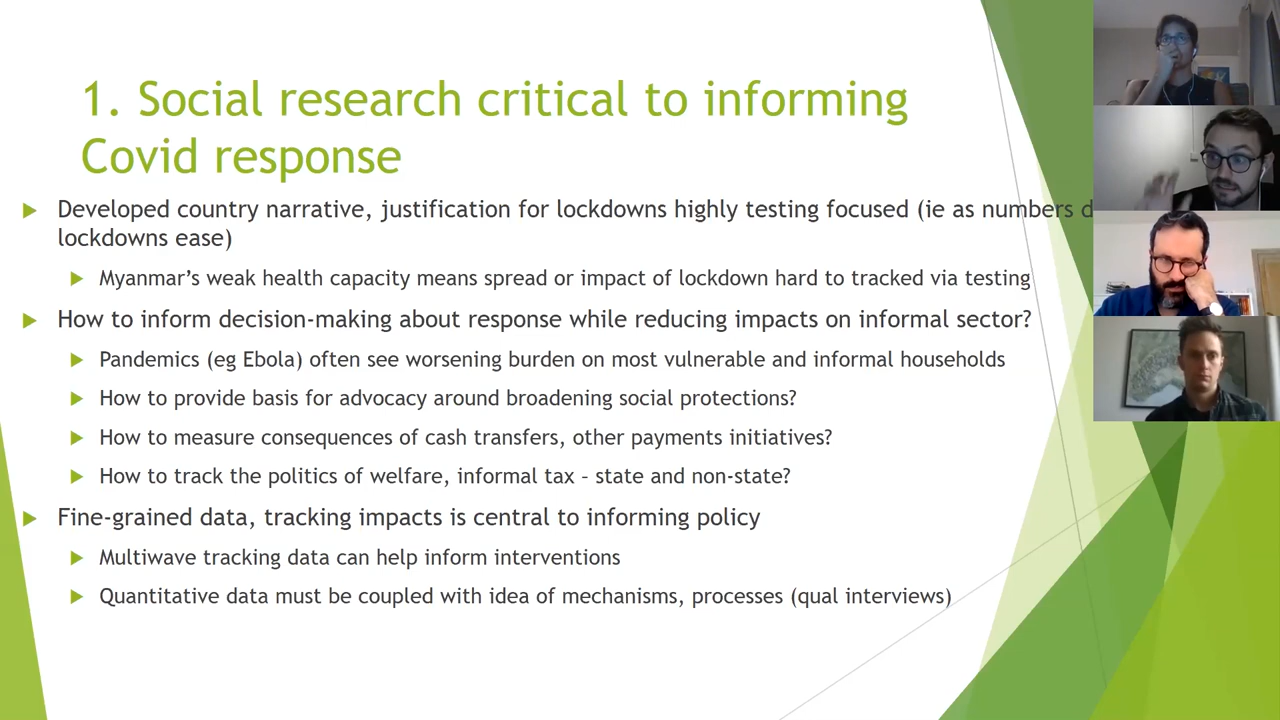 1. Social research critical to informing
Covid response
Developed country narrative, justification for lockdowns highly testing focused (ie as numbers d
lockdowns ease)
Myanmar’s weak health capacity means spread or impact of lockdown hard to tracked via testing
How to inform decision-making about response while reducing impacts on informal sector?
Pandemics (eg Ebola) often see worsening burden on most vulnerable and informal households
How to provide basis for advocacy around broadening social protections?
How to measure consequences of cash transfers, other payments initiatives?
How to track the politics of welfare, informal tax – state and non-state?
Fine-grained data, tracking impacts is central to informing policy
Multiwave tracking data can help inform interventions
Quantitative data must be coupled with idea of mechanisms, processes (qual interviews)